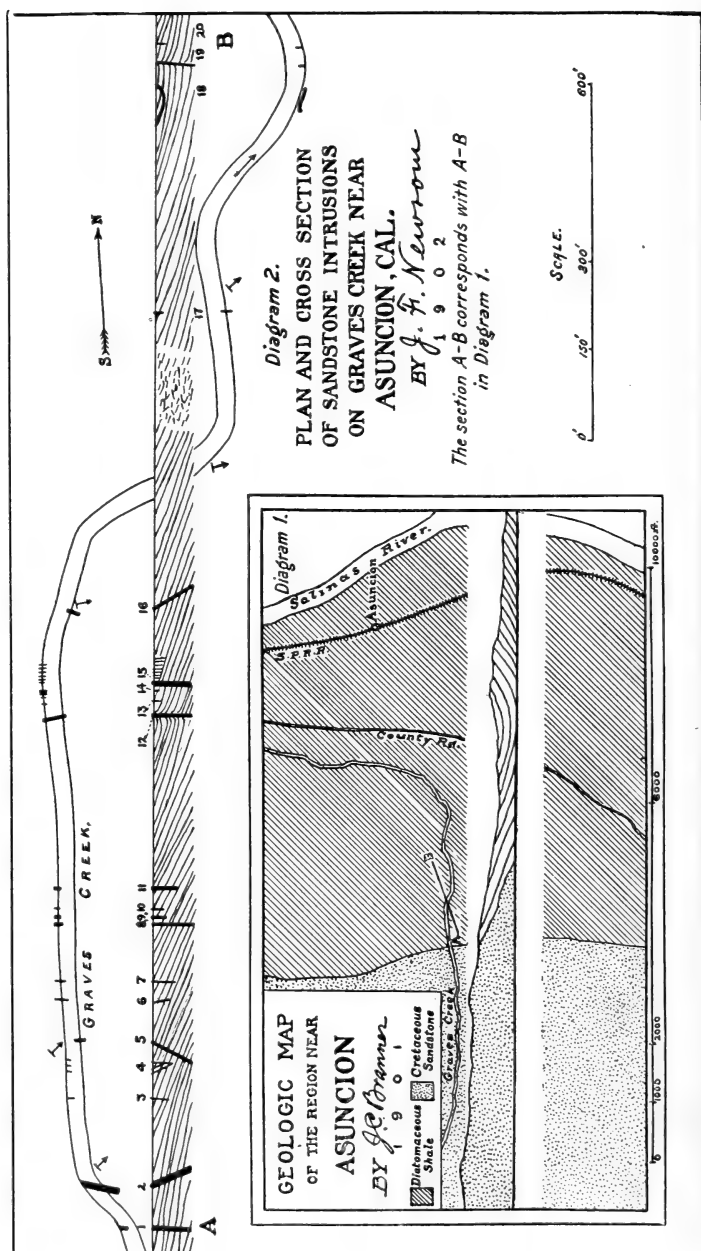 S N
GRAVES CREEK.
1 2 3 4 5 6 7 8 9, 10 11 12 13 14 15 16 17 18 19 20
A B
Diagram 2.
PLAN AND CROSS SECTION
OF SANDSTONE INTRUSIONS
ON GRAVES CREEK NEAR
ASUNCION, CAL.
BY J. F. Newsom
1902
The section A-B corresponds with A-B
in Diagram 1.
SCALE.
0' 150' 300' 600'
GEOLOGIC MAP
OF THE REGION NEAR
ASUNCION
BY J.C. Branner
1901
Diatomaceous
Shale
Cretaceous
Sandstone
Diagram 1.
Salinas River.
Asuncion
S.P.R.R.
County Rd.
Graves Creek
A B
0 1000 2000 6000 10000 ft.